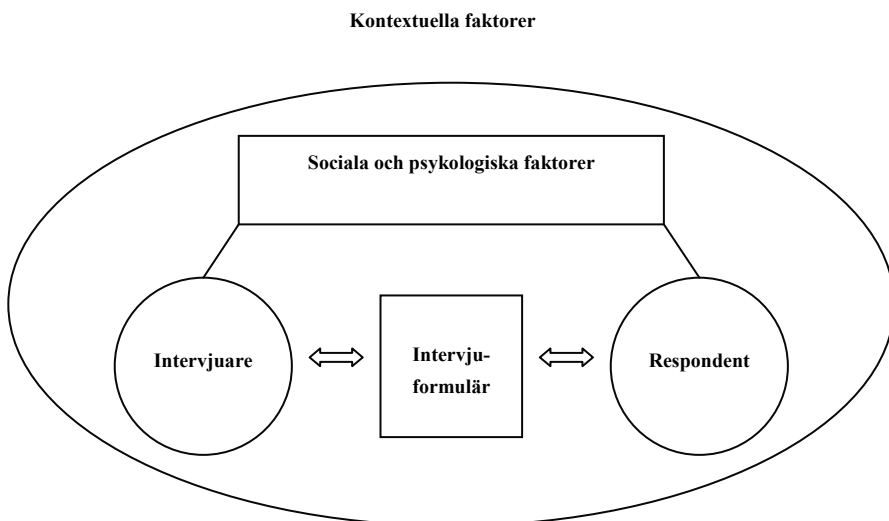 Kontextuella faktorer
Sociala och psykologiska faktorer
Intervjuare
Intervju-
formulär
Respondent